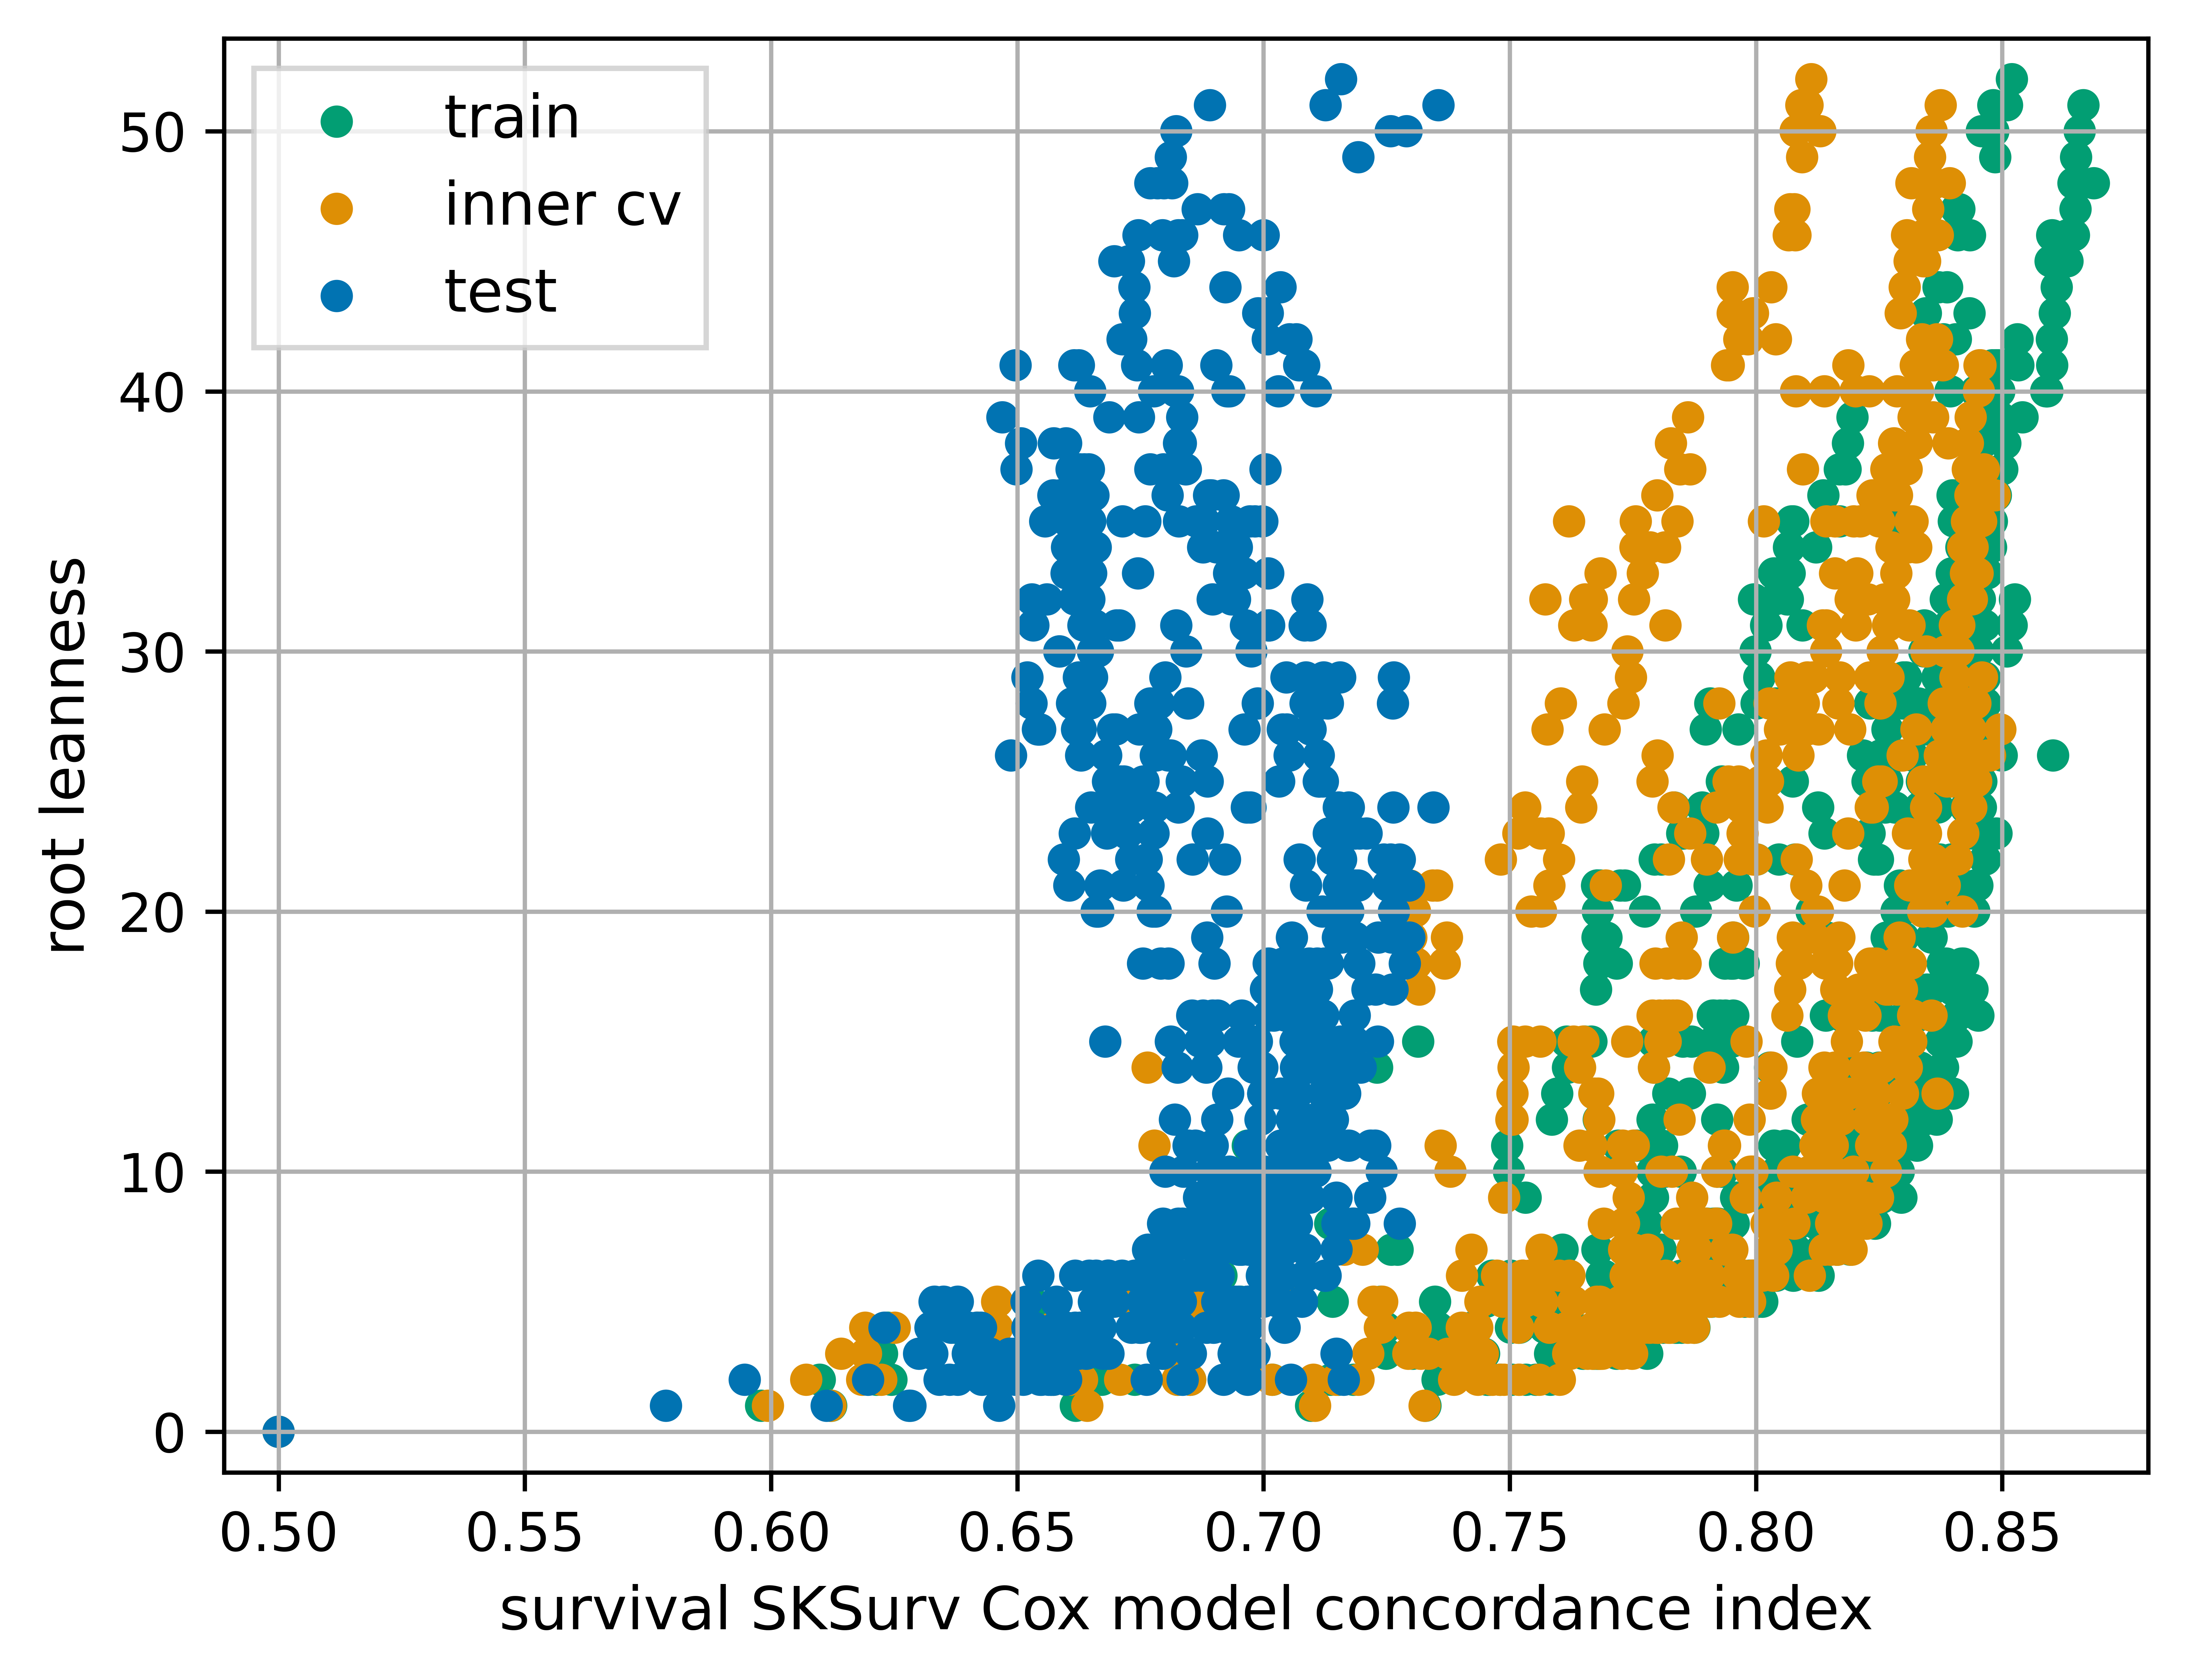 train
inner cv
test
50
40
30
20
10
0
root leanness
0.50 0.55 0.60 0.65 0.70 0.75 0.80 0.85
survival SKSurv Cox model concordance index